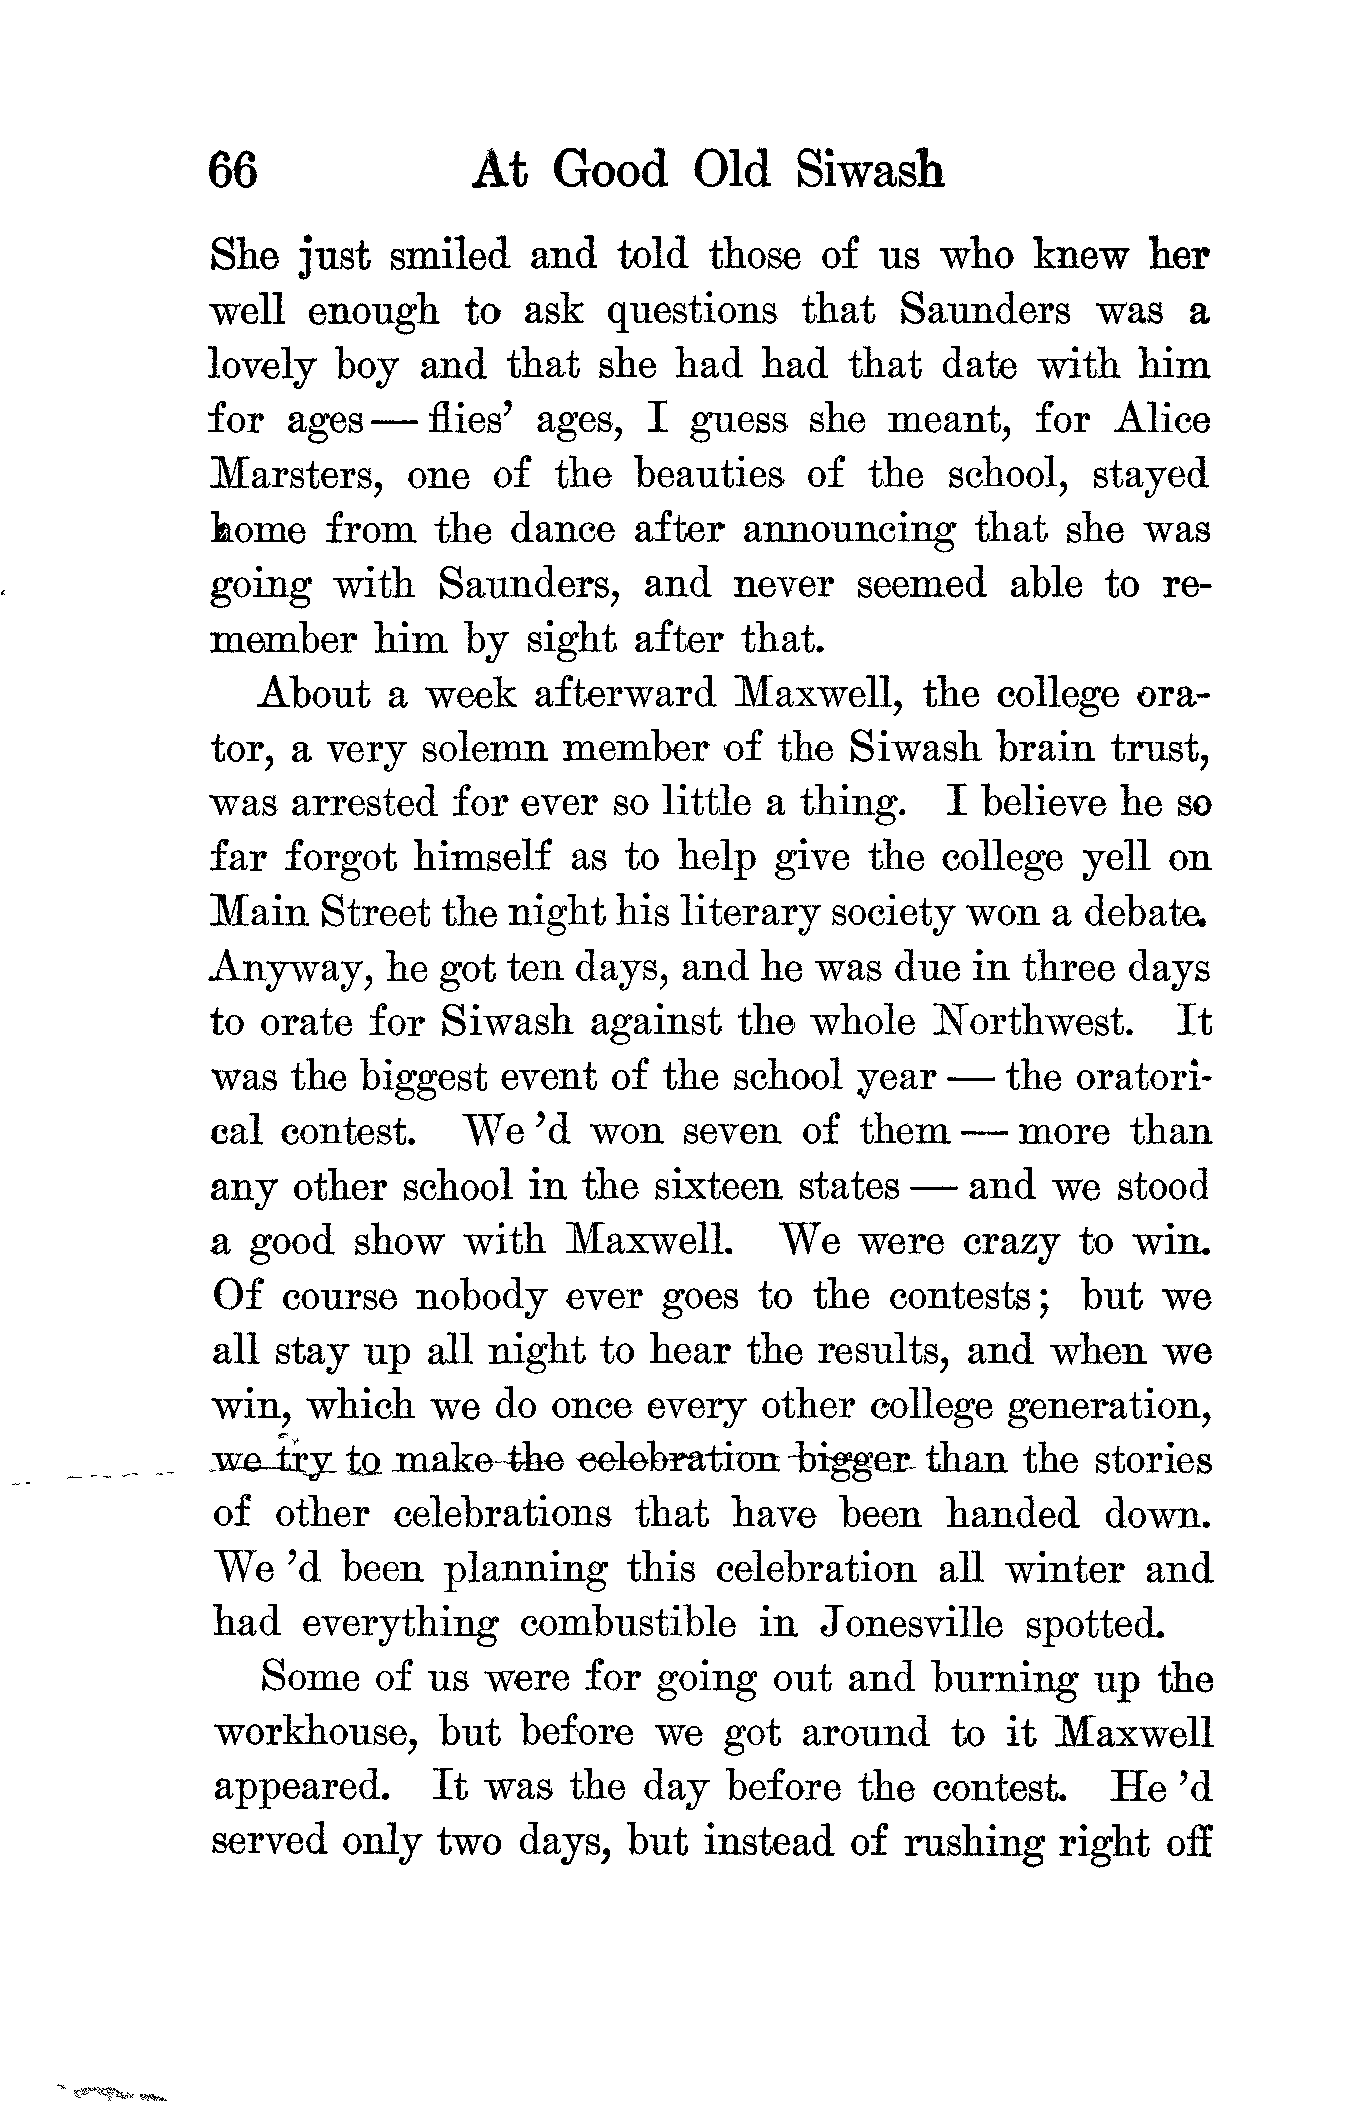 66 At Good Old Siwash
She just smiled and told those of us who knew her
well enough to ask questions that Saunders was a
lovely boy and that she had had that date with him
for ages — flies' ages, I guess she meant, for Alice
Marsters, one of the beauties of the school, stayed
home from the dance after announcing that she was
going with Saunders, and never seemed able to re-
member him by sight after that.
About a week afterward Maxwell, the college ora-
tor, a very solemn member of the Siwash brain trust,
was arrested for ever so little a thing. I believe he so
far forgot himself as to help give the college yell on
Main Street the night his literary society won a debate.
Anyway, he got ten days, and he was due in three days
to orate for Siwash against the whole Northwest. It
was the biggest event of the school year — the oratori-
cal contest. We 'd won seven of them — more than
any other school in the sixteen states — and we stood
a good show with Maxwell. We were crazy to win.
Of course nobody ever goes to the contests; but we
all stay up all night to hear the results, and when we
win, which we do once every other college generation,
we try to make the celebration bigger than the stories
of other celebrations that have been handed down.
We 'd been planning this celebration all winter and
had everything combustible in Jonesville spotted.
Some of us were for going out and burning up the
workhouse, but before we got around to it Maxwell
appeared. It was the day before the contest. He 'd
served only two days, but instead of rushing right off